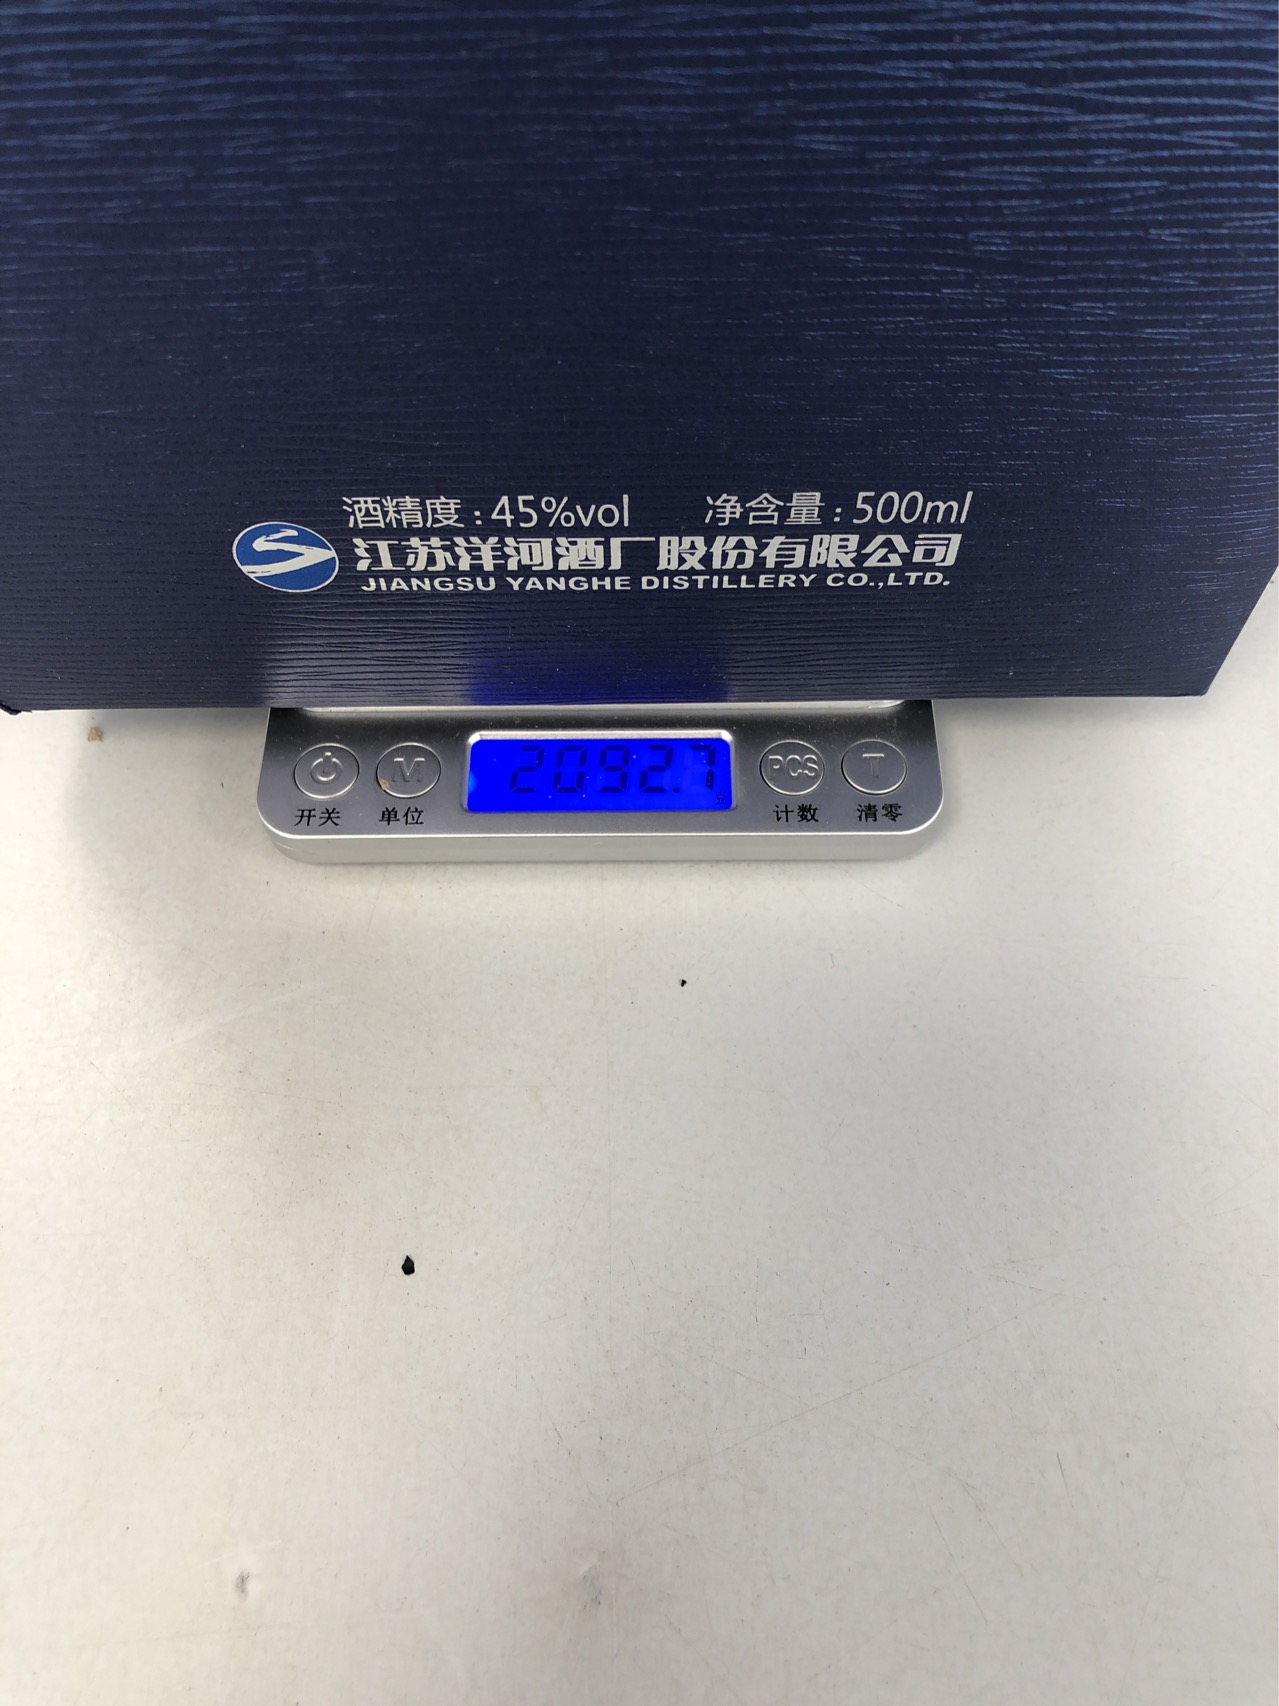 酒精度：45%vol 净含量：500ml
江苏洋河酒厂股份有限公司
JIANGSU YANGHE DISTILLERY CO.,LTD.
2092.7
M PCS T
开关 单位 计数 清零